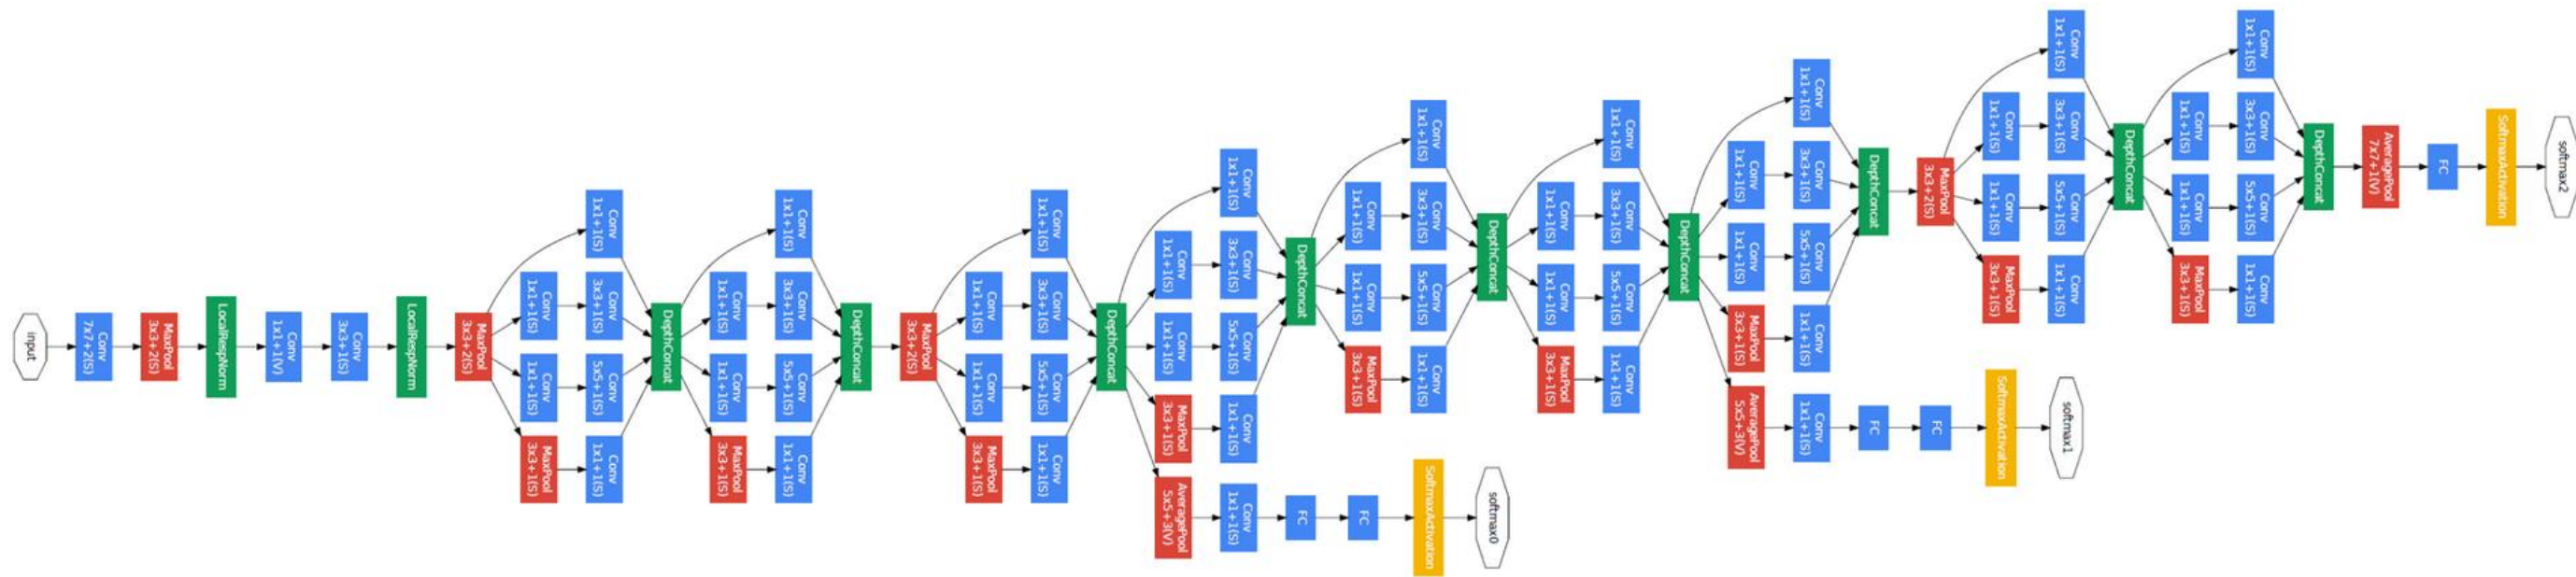 input
Conv
7x7+2(S)
MaxPool
3x3+2(S)
LocalRespNorm
Conv
1x1+1(V)
Conv
3x3+1(S)
LocalRespNorm
MaxPool
3x3+2(S)
Conv
1x1+1(S)
Conv
1x1+1(S)
MaxPool
3x3+1(S)
Conv
1x1+1(S)
Conv
3x3+1(S)
Conv
5x5+1(S)
Conv
1x1+1(S)
DepthConcat
Conv
1x1+1(S)
Conv
1x1+1(S)
MaxPool
3x3+1(S)
Conv
1x1+1(S)
Conv
3x3+1(S)
Conv
5x5+1(S)
Conv
1x1+1(S)
DepthConcat
MaxPool
3x3+2(S)
Conv
1x1+1(S)
Conv
1x1+1(S)
MaxPool
3x3+1(S)
Conv
1x1+1(S)
Conv
3x3+1(S)
Conv
5x5+1(S)
Conv
1x1+1(S)
DepthConcat
Conv
1x1+1(S)
Conv
1x1+1(S)
MaxPool
3x3+1(S)
AveragePool
5x5+3(V)
Conv
1x1+1(S)
Conv
3x3+1(S)
Conv
5x5+1(S)
Conv
1x1+1(S)
Conv
1x1+1(S)
DepthConcat
FC
Conv
1x1+1(S)
Conv
1x1+1(S)
MaxPool
3x3+1(S)
FC
Conv
1x1+1(S)
Conv
3x3+1(S)
Conv
5x5+1(S)
Conv
1x1+1(S)
SoftmaxActivation
DepthConcat
softmax0
Conv
1x1+1(S)
Conv
1x1+1(S)
MaxPool
3x3+1(S)
Conv
1x1+1(S)
Conv
3x3+1(S)
Conv
5x5+1(S)
Conv
1x1+1(S)
DepthConcat
Conv
1x1+1(S)
Conv
1x1+1(S)
MaxPool
3x3+1(S)
AveragePool
5x5+3(V)
Conv
1x1+1(S)
Conv
3x3+1(S)
Conv
5x5+1(S)
Conv
1x1+1(S)
Conv
1x1+1(S)
DepthConcat
FC
MaxPool
3x3+2(S)
FC
Conv
1x1+1(S)
Conv
1x1+1(S)
MaxPool
3x3+1(S)
SoftmaxActivation
Conv
1x1+1(S)
Conv
3x3+1(S)
Conv
5x5+1(S)
Conv
1x1+1(S)
softmax1
DepthConcat
Conv
1x1+1(S)
Conv
1x1+1(S)
MaxPool
3x3+1(S)
Conv
1x1+1(S)
Conv
3x3+1(S)
Conv
5x5+1(S)
Conv
1x1+1(S)
DepthConcat
AveragePool
7x7+1(V)
FC
SoftmaxActivation
softmax2